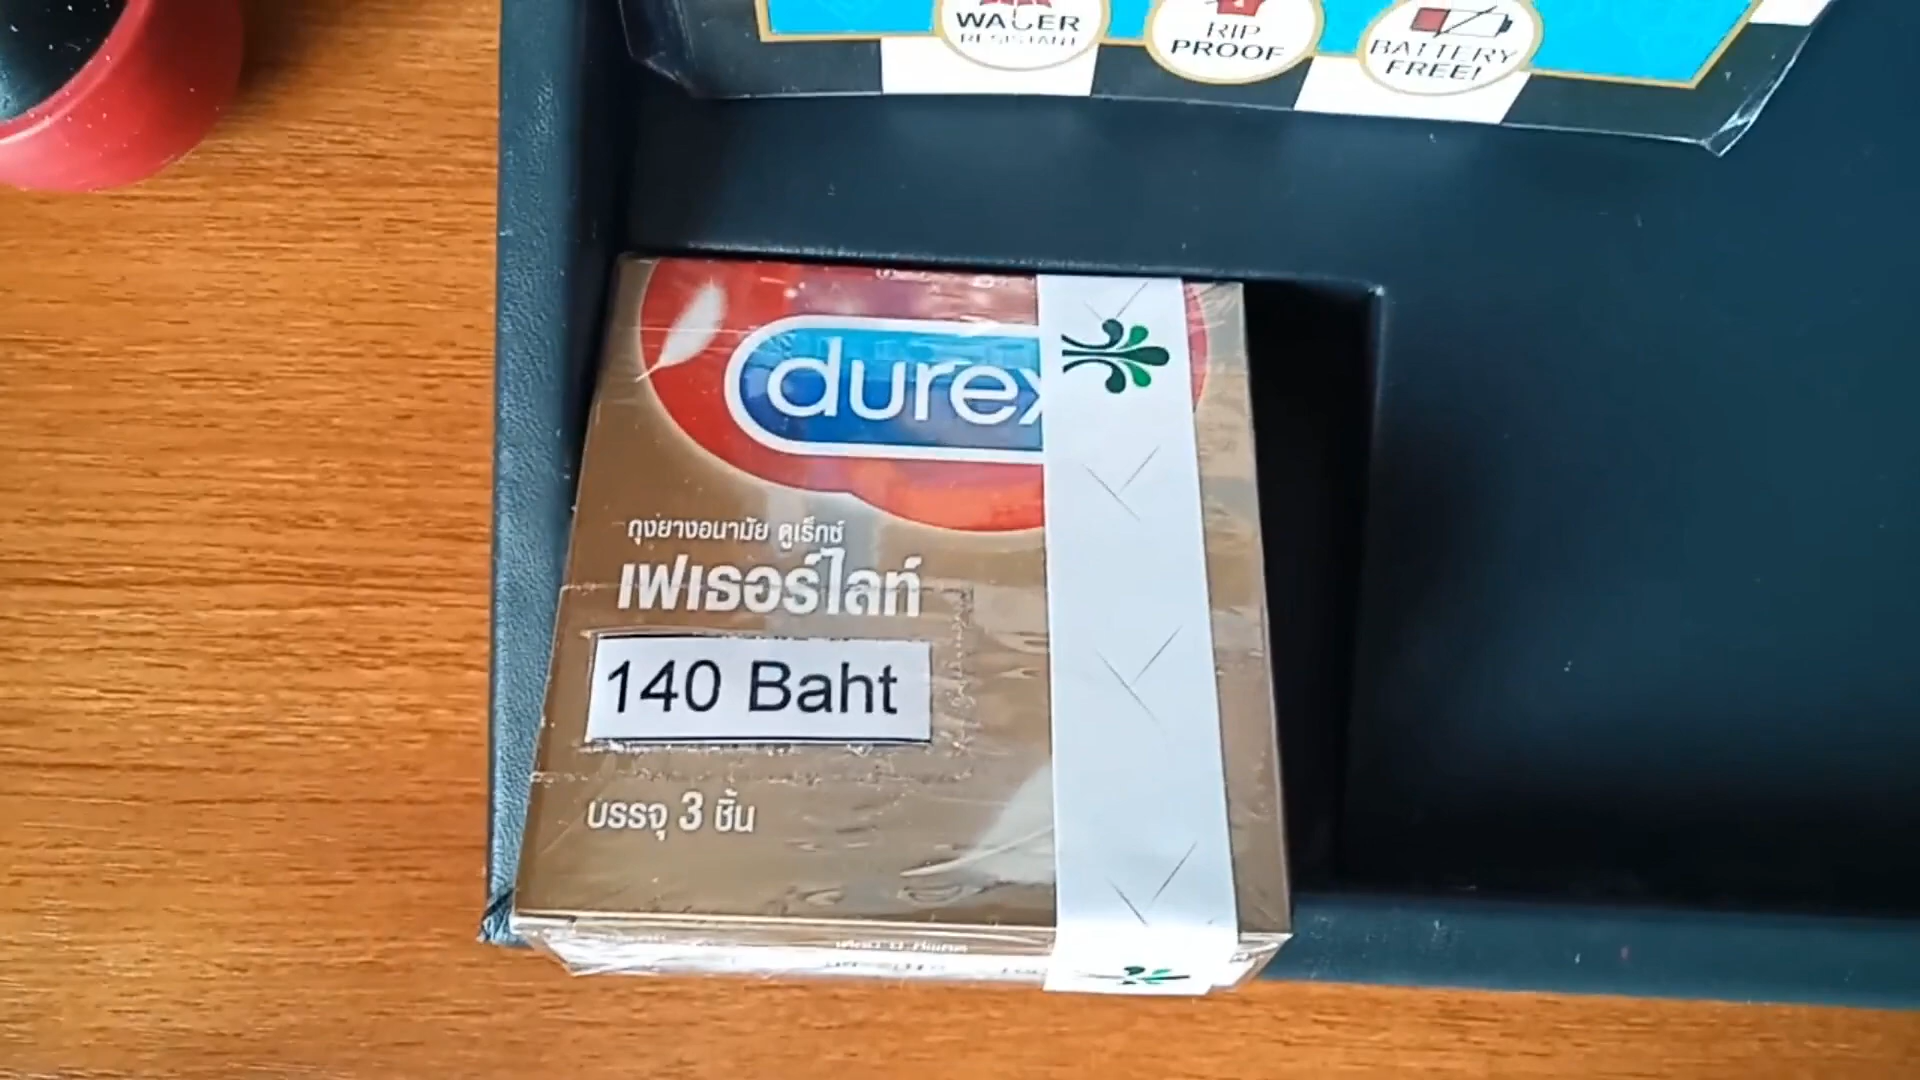 WATER
RESISTANT
RIP
PROOF
BATTERY
FREE!
durex
ถุงยางอนามัย ดูเร็กซ์
เฟเธอร์ไลท์
140 Baht
บรรจุ 3 ชิ้น